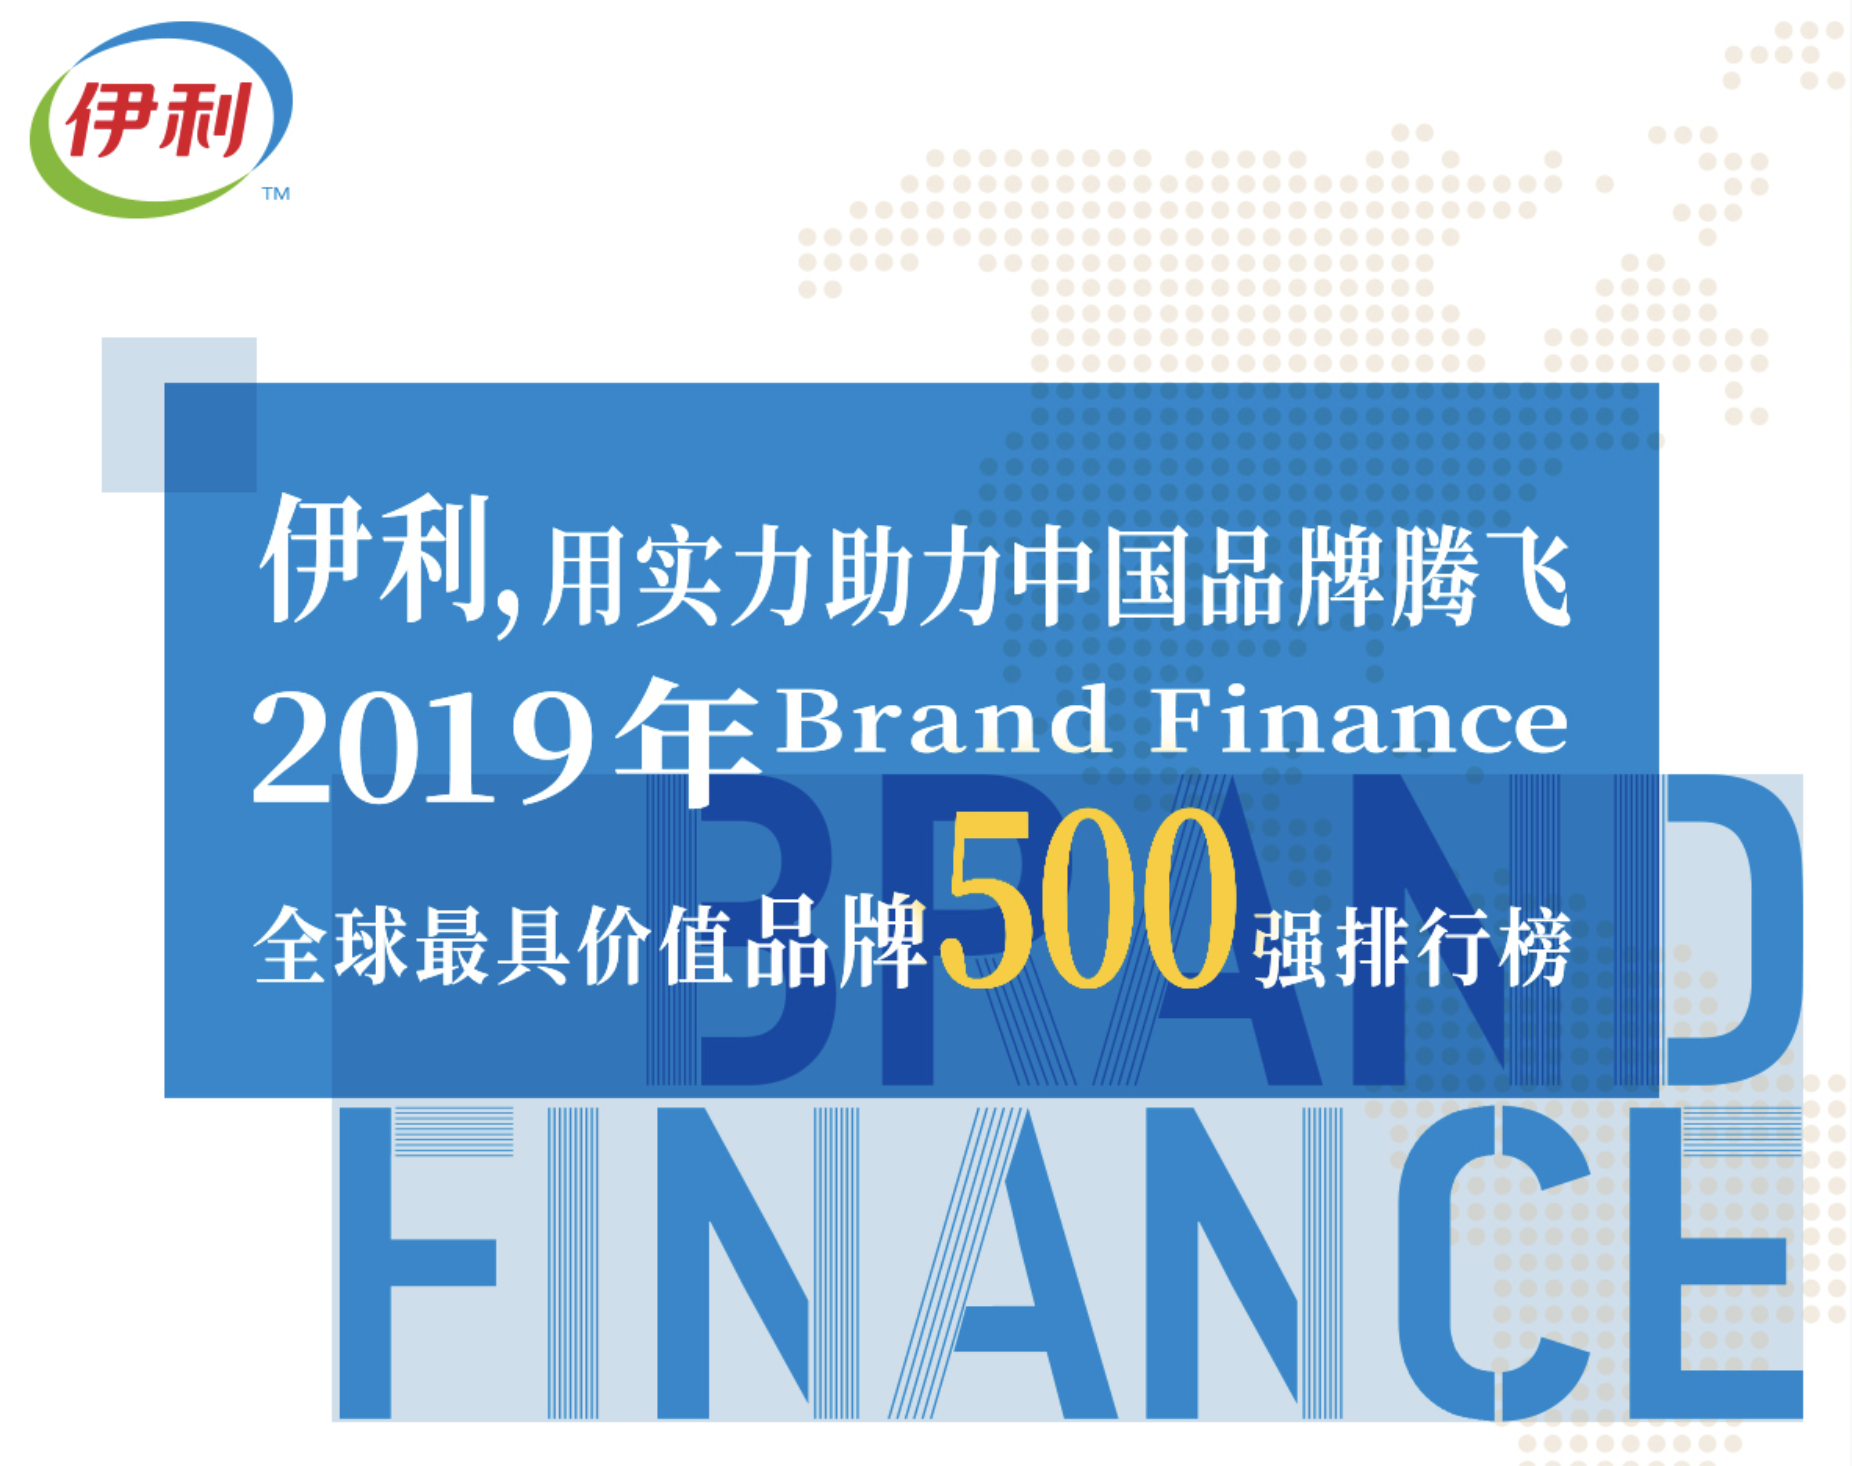 伊利
TM
伊利,用实力助力中国品牌腾飞
2019年Brand Finance
全球最具价值品牌500强排行榜
BRAND
FINANCE